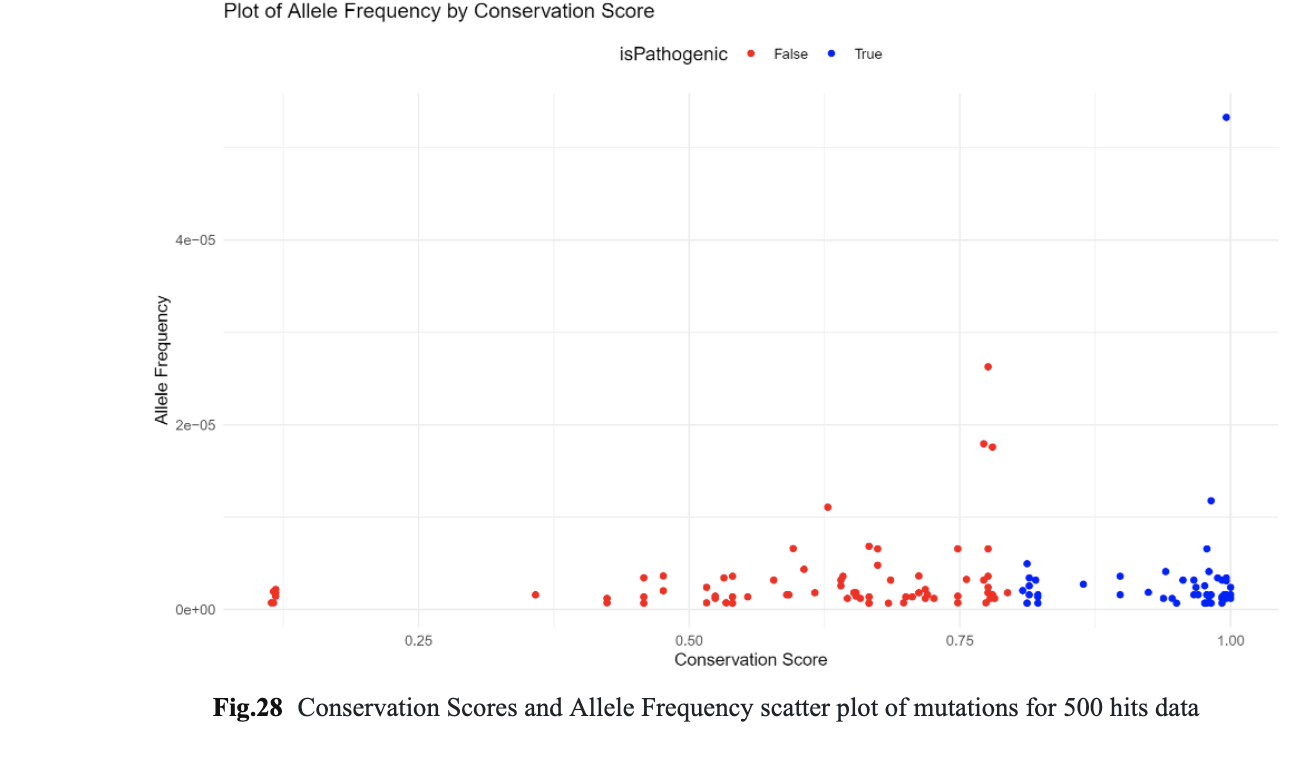 Plot of Allele Frequency by Conservation Score
isPathogenic False True
4e−05
2e−05
0e+00
Allele Frequency
0.25 0.50 0.75 1.00
Conservation Score
Fig.28 Conservation Scores and Allele Frequency scatter plot of mutations for 500 hits data